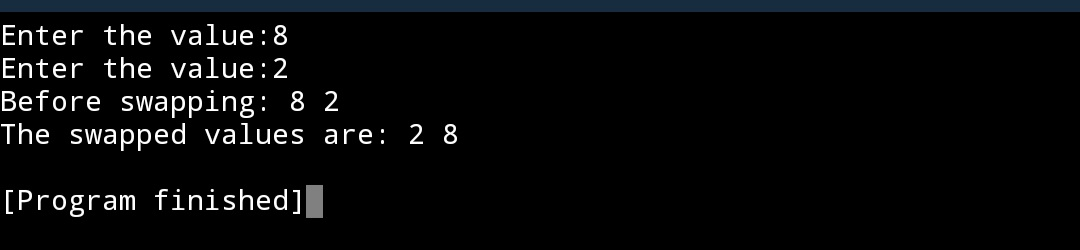 Enter the value:8
Enter the value:2
Before swapping: 8 2
The swapped values are: 2 8
[Program finished]